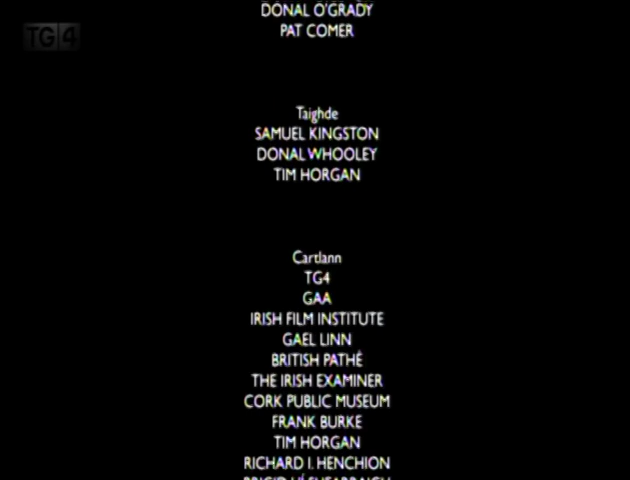 DONAL O'GRADY
PAT COMER
TG4
Taighde
SAMUEL KINGSTON
DONAL WHOOLEY
TIM HORGAN
Cartlann
TG4
GAA
IRISH FILM INSTITUTE
GAEL LINN
BRITISH PATHÉ
THE IRISH EXAMINER
CORK PUBLIC MUSEUM
FRANK BURKE
TIM HORGAN
RICHARD I. HENCHION